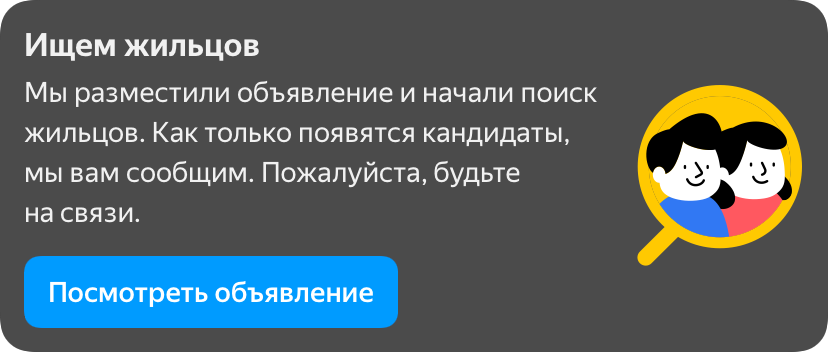 Ищем жильцов
Мы разместили объявление и начали поиск
жильцов. Как только появятся кандидаты,
мы вам сообщим. Пожалуйста, будьте
на связи.
Посмотреть объявление